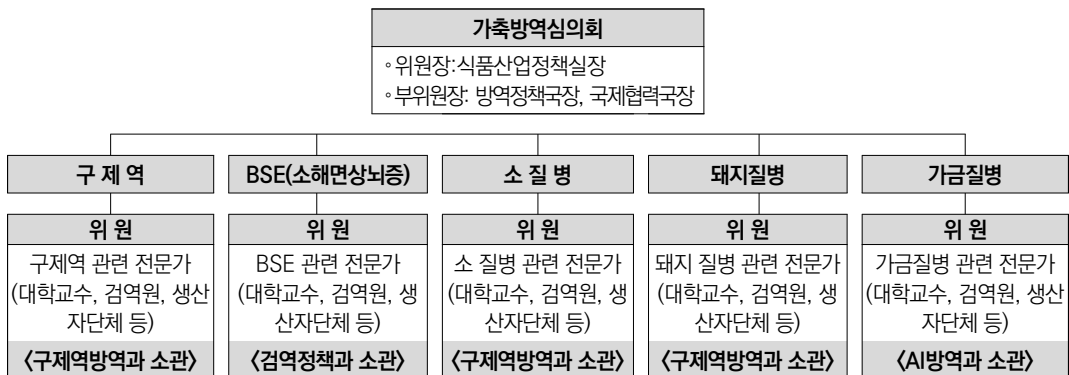 가축방역심의회
◦위원장:식품산업정책실장
◦부위원장: 방역정책국장, 국제협력국장
구 제 역
BSE(소해면상뇌증)
소 질 병
돼지질병
가금질병
위 원
구제역 관련 전문가
(대학교수, 검역원, 생산
자단체 등)
〈구제역방역과 소관〉
위 원
BSE 관련 전문가
(대학교수, 검역원, 생
산자단체 등)
〈검역정책과 소관〉
위 원
소 질병 관련 전문가
(대학교수, 검역원, 생
산자단체 등)
〈구제역방역과 소관〉
위 원
돼지 질병 관련 전문가
(대학교수, 검역원, 생
산자단체 등)
〈구제역방역과 소관〉
위 원
가금질병 관련 전문가
(대학교수, 검역원, 생산
자단체 등)
〈AI방역과 소관〉